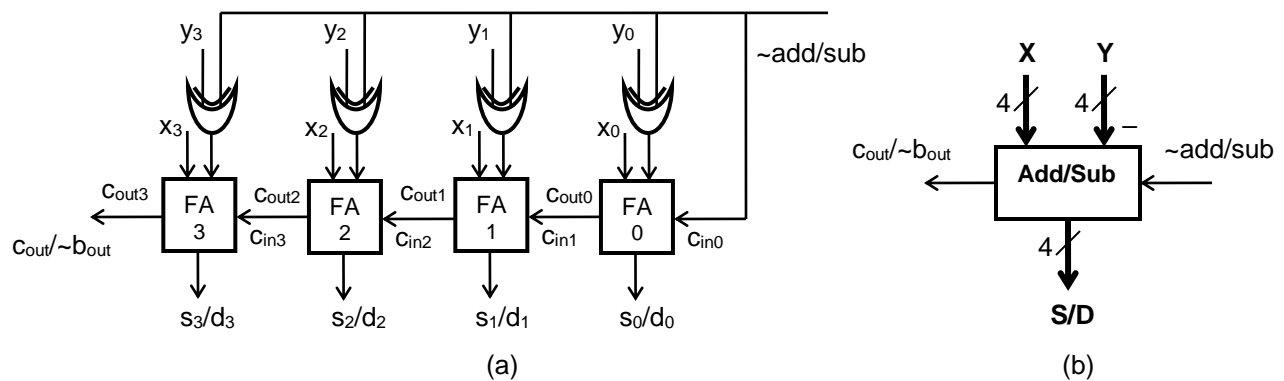 y3 y2 y1 y0
~add/sub
x3 x2 x1 x0
cout3 cout2 cout1 cout0
FA 3
FA 2
FA 1
FA 0
cin3 cin2 cin1 cin0
cout/~bout
s3/d3 s2/d2 s1/d1 s0/d0
(a)
X Y
4 4
–
cout/~bout
Add/Sub
~add/sub
4
S/D
(b)